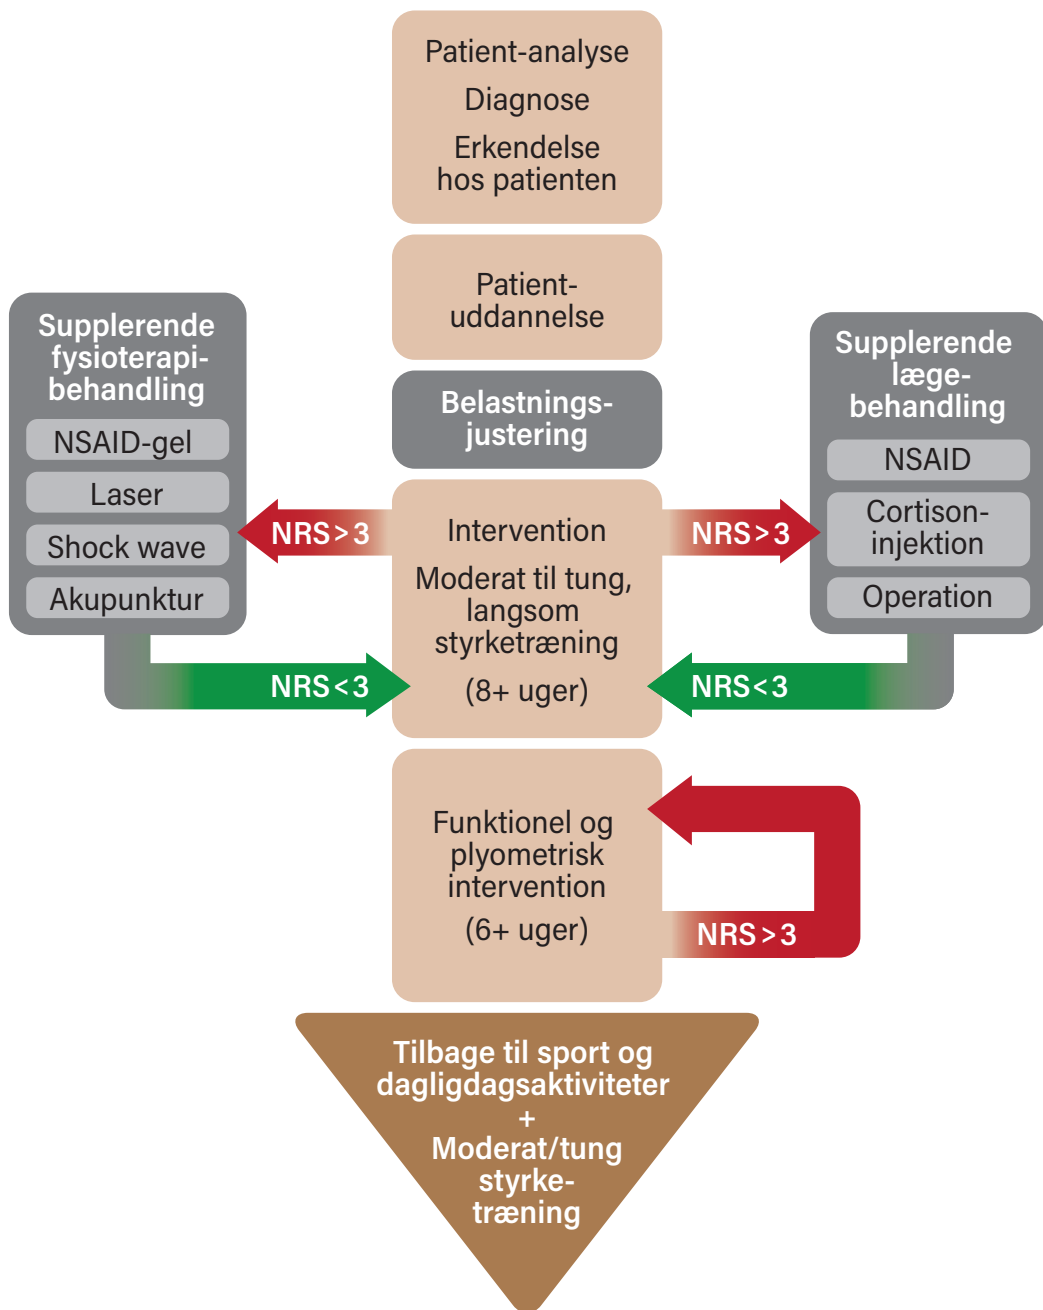 Patient-analyse
Diagnose
Erkendelse
hos patienten
Patient-
uddannelse
Belastnings-
justering
Supplerende
fysioterapi-
behandling
NSAID-gel
Laser
Shock wave
Akupunktur
Supplerende
læge-
behandling
NSAID
Cortison-
injektion
Operation
NRS>3
Intervention
Moderat til tung,
langsom
styrketræning
(8+ uger)
NRS>3
NRS<3
NRS<3
Funktionel og
plyometrisk
intervention
(6+ uger)
NRS>3
Tilbage til sport og
dagligdagsaktiviteter
+
Moderat/tung
styrke-
træning